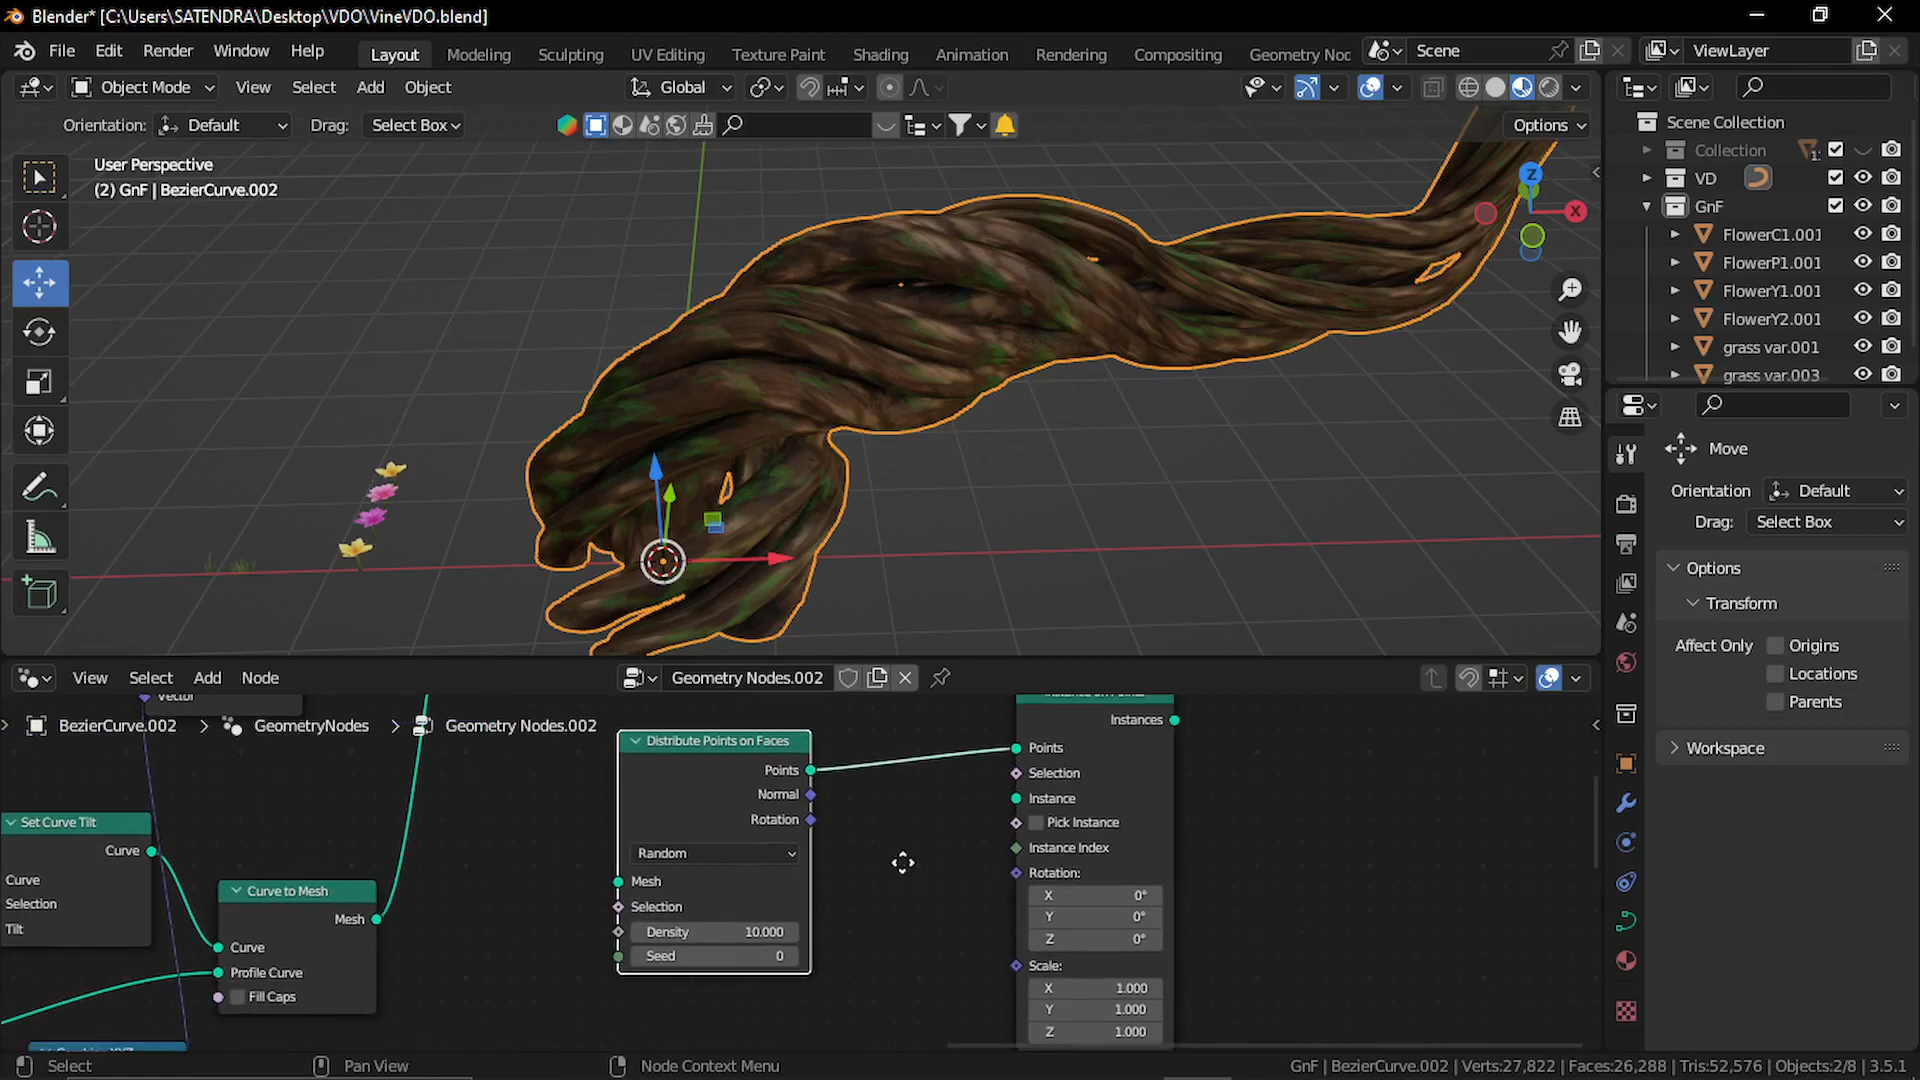 Blender* [C:\Users\SATENDRA\Desktop\VDO\VineVDO.blend]
File Edit Render Window Help
Layout Modeling Sculpting UV Editing Texture Paint Shading Animation Rendering Compositing Geometry Noc
Scene
ViewLayer
Object Mode View Select Add Object
Global
Orientation: Default Drag: Select Box
Options
User Perspective
(2) GnF | BezierCurve.002
Z
X
Scene Collection
Collection
VD
GnF
FlowerC1.001
FlowerP1.001
FlowerY1.001
FlowerY2.001
grass var.001
grass var.003
Move
Orientation Default
Drag: Select Box
Options
Transform
Affect Only Origins
Locations
Parents
Workspace
View Select Add Node
Geometry Nodes.002
Vector
BezierCurve.002 > GeometryNodes > Geometry Nodes.002
Set Curve Tilt
Curve
Curve
Selection
Tilt
Curve to Mesh
Mesh
Curve
Profile Curve
Fill Caps
Distribute Points on Faces
Points
Normal
Rotation
Random
Mesh
Selection
Density 10.000
Seed 0
Instances
Points
Selection
Instance
Pick Instance
Instance Index
Rotation:
X 0°
Y 0°
Z 0°
Scale:
X 1.000
Y 1.000
Z 1.000
Select
Pan View
Node Context Menu
GnF | BezierCurve.002 | Verts:27,822 | Faces:26,288 | Tris:52,576 | Objects:2/8 | 3.5.1